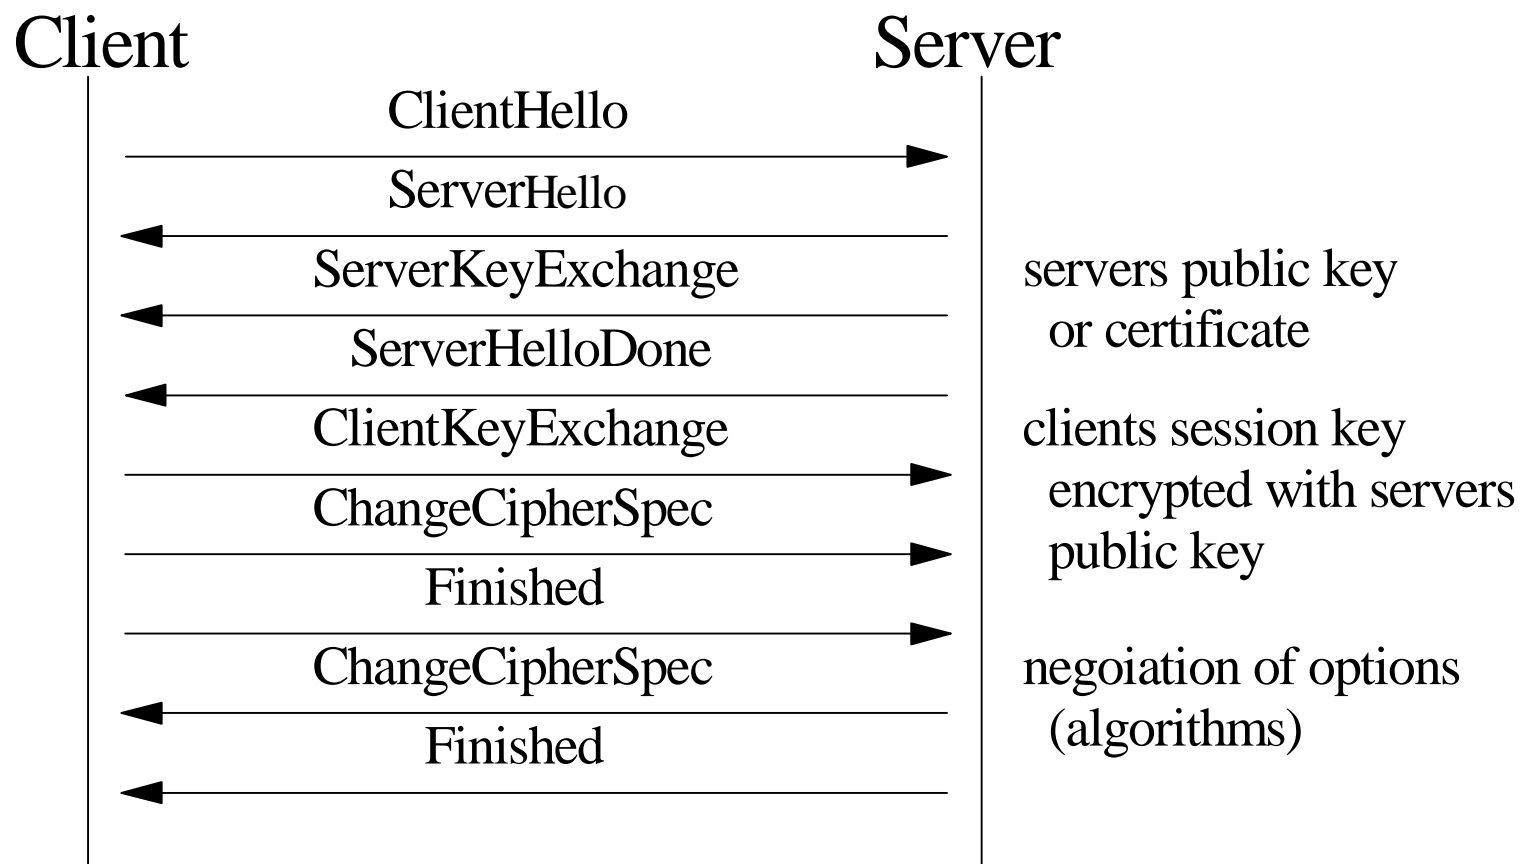 Client Server
ClientHello
ServerHello
ServerKeyExchange servers public key
or certificate
ServerHelloDone
ClientKeyExchange clients session key
encrypted with servers
ChangeCipherSpec
public key
Finished
ChangeCipherSpec negoiation of options
(algorithms)
Finished